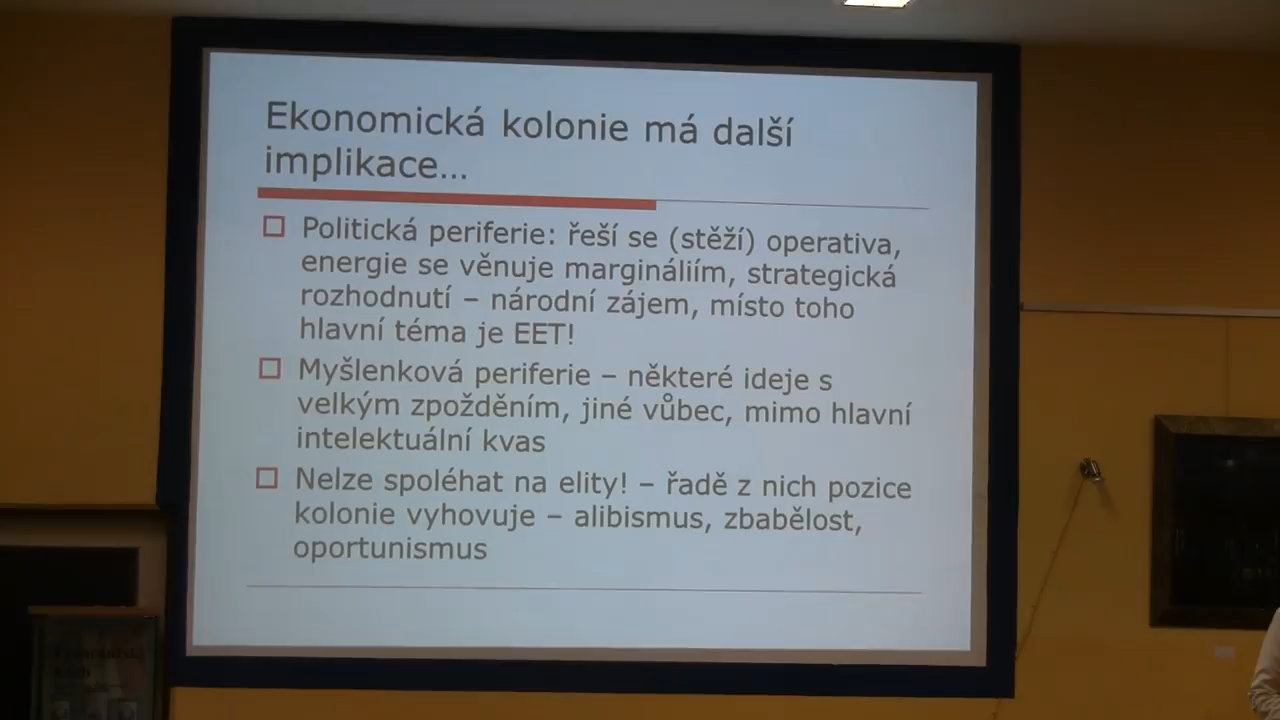 Ekonomická kolonie má další
implikace…
Politická periferie: řeší se (stěží) operativa,
energie se věnuje margináliím, strategická
rozhodnutí – národní zájem, místo toho
hlavní téma je EET!
Myšlenková periferie – některé ideje s
velkým zpožděním, jiné vůbec, mimo hlavní
intelektuální kvas
Nelze spoléhat na elity! – řadě z nich pozice
kolonie vyhovuje – alibismus, zbabělost,
oportunismus